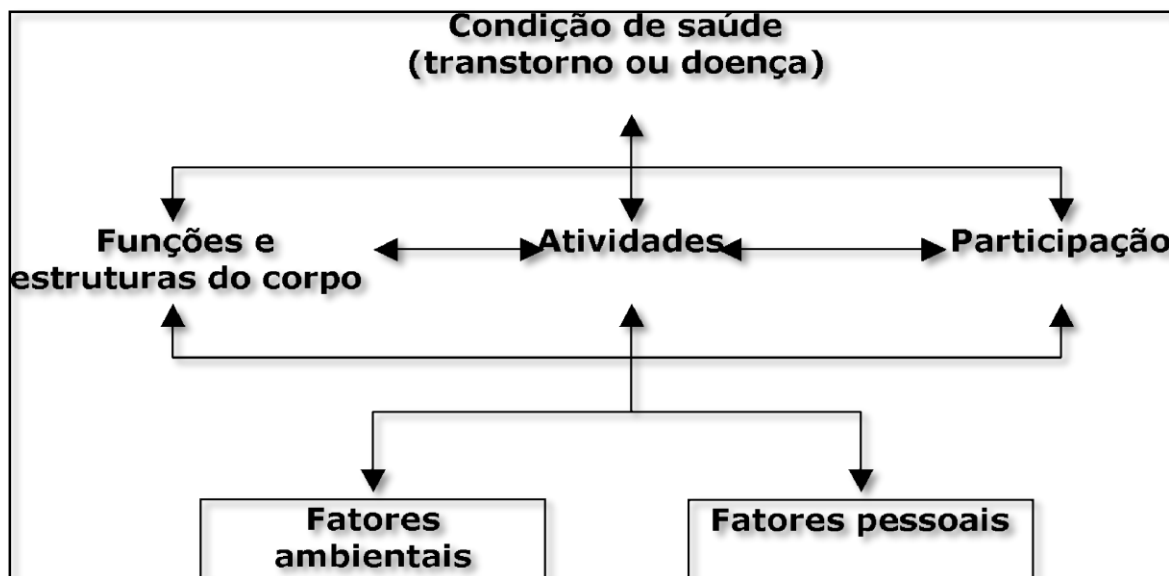 Condição de saúde
(transtorno ou doença)
Funções e
estruturas do corpo
Atividades
Participação
Fatores
ambientais
Fatores pessoais